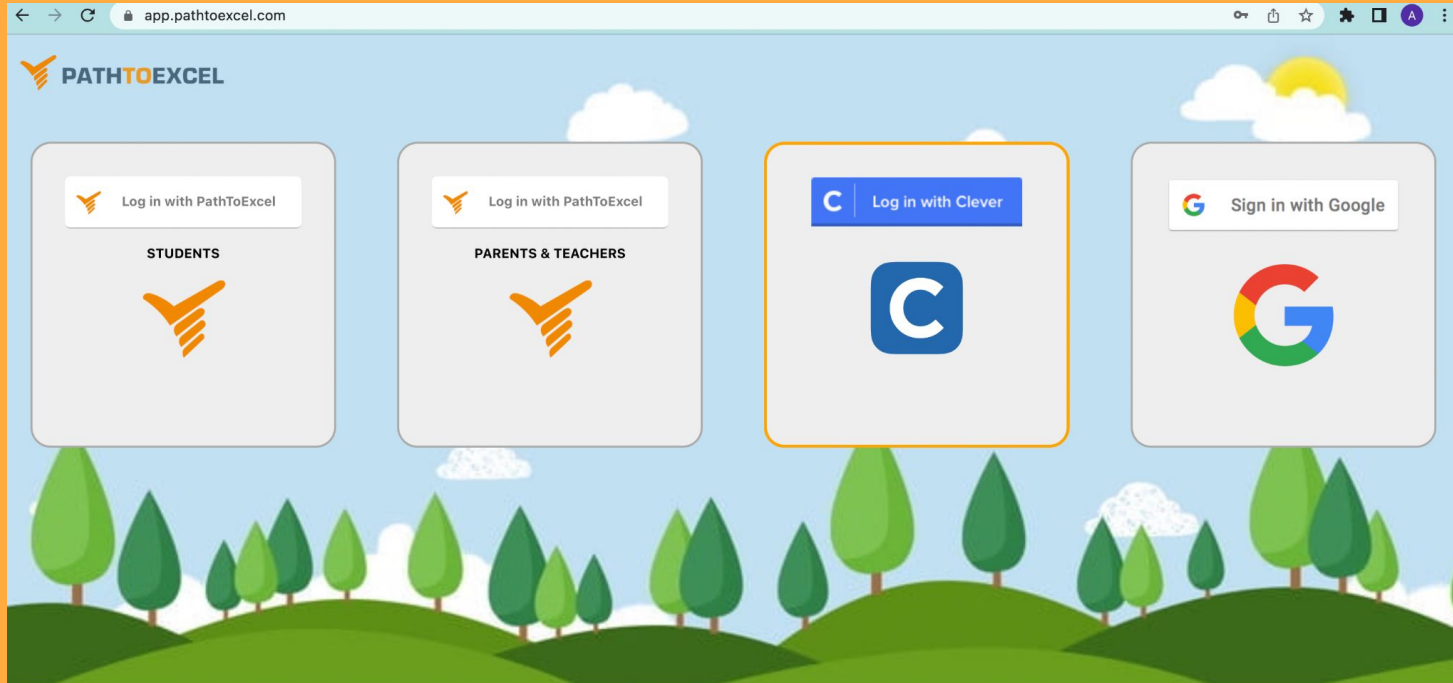 app.pathtoexcel.com
A
PATHTOEXCEL
Log in with PathToExcel
STUDENTS
Log in with PathToExcel
PARENTS & TEACHERS
C
Log in with Clever
C
G
Sign in with Google
G